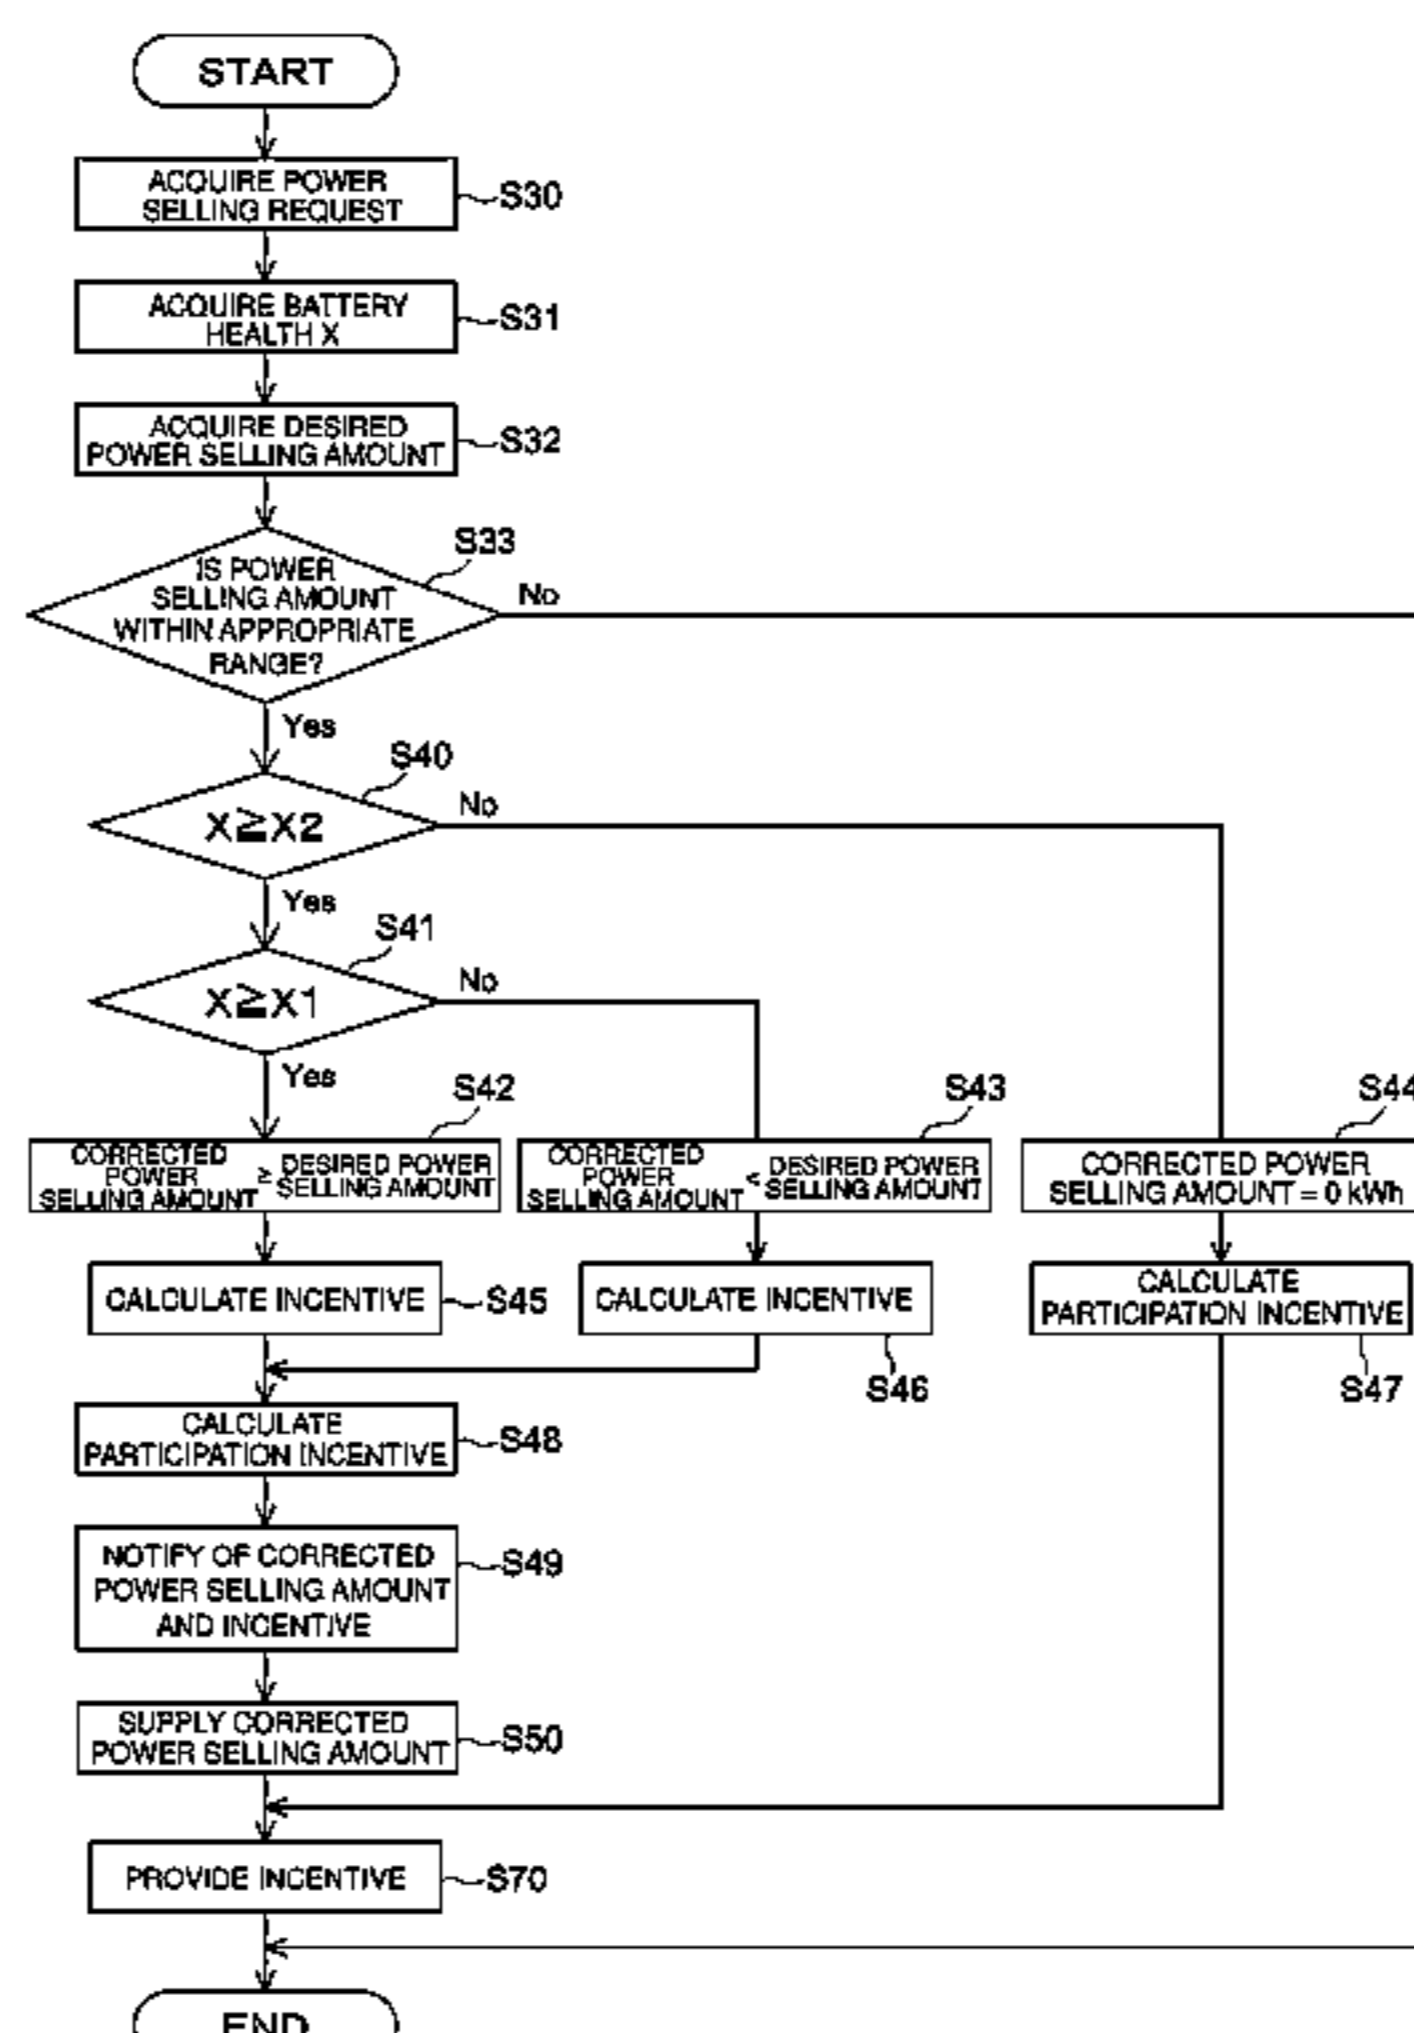 START
ACQUIRE POWER
SELLING REQUEST
S30
ACQUIRE BATTERY
HEALTH X
S31
ACQUIRE DESIRED
POWER SELLING AMOUNT
S32
S33
IS POWER
SELLING AMOUNT
WITHIN APPROPRIATE
RANGE?
No
Yes
S40
X≧X2
No
Yes
S41
X≧X1
No
Yes
S42
CORRECTED
POWER
SELLING AMOUNT
≥
DESIRED POWER
SELLING AMOUNT
S43
CORRECTED
POWER
SELLING AMOUNT
<
DESIRED POWER
SELLING AMOUNT
S44
CORRECTED POWER
SELLING AMOUNT = 0 kWh
CALCULATE INCENTIVE
S45
CALCULATE INCENTIVE
S46
CALCULATE
PARTICIPATION INCENTIVE
S47
CALCULATE
PARTICIPATION INCENTIVE
S48
NOTIFY OF CORRECTED
POWER SELLING AMOUNT
AND INCENTIVE
S49
SUPPLY CORRECTED
POWER SELLING AMOUNT
S50
PROVIDE INCENTIVE
S70
END